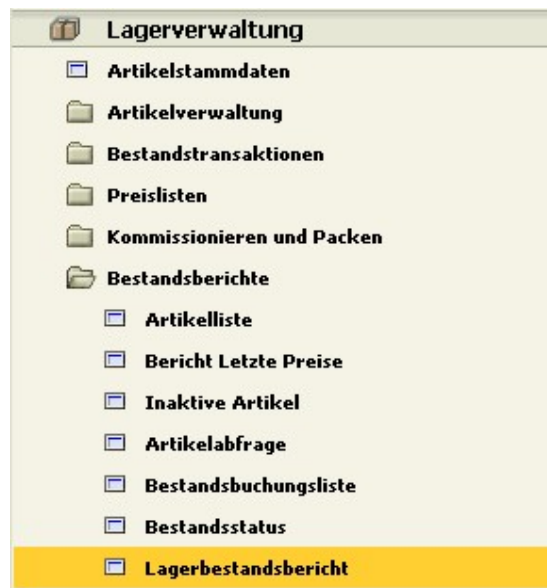 Lagerverwaltung
Artikelstammdaten
Artikelverwaltung
Bestandstransaktionen
Preislisten
Kommissionieren und Packen
Bestandsberichte
Artikelliste
Bericht Letzte Preise
Inaktive Artikel
Artikelabfrage
Bestandsbuchungsliste
Bestandsstatus
Lagerbestandsbericht